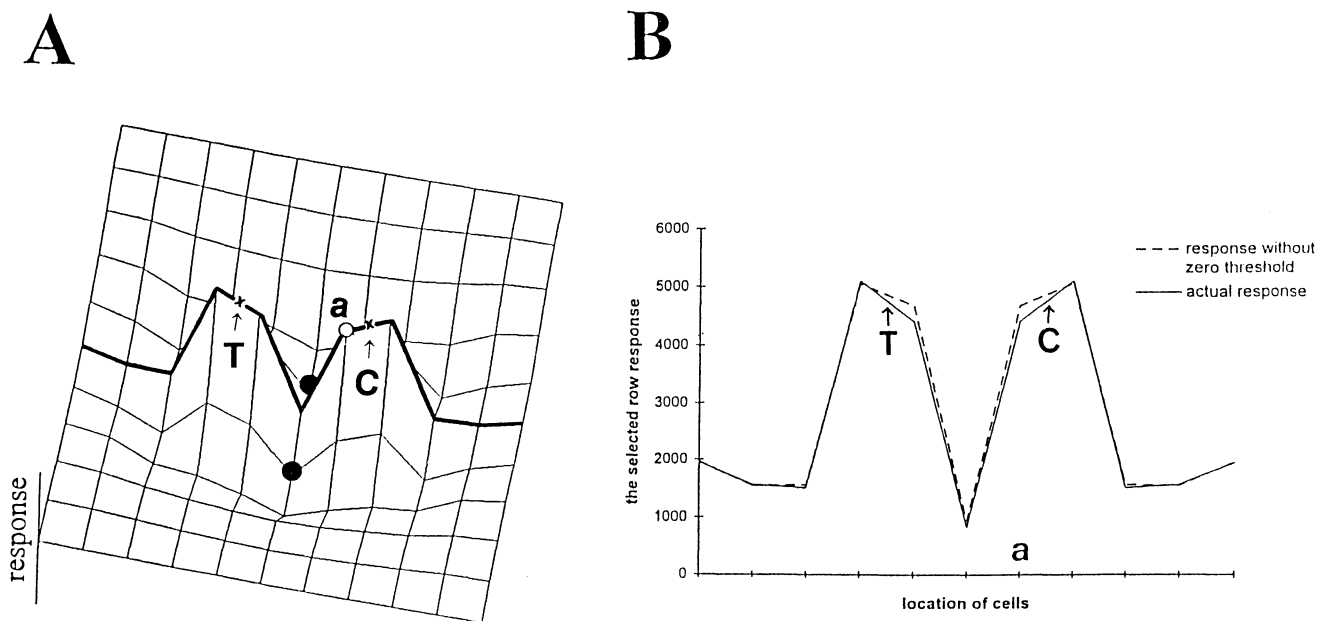 A
B
a
T
C
response
6000
5000
4000
3000
2000
1000
0
the selected row response
T
C
a
location of cells
response without
zero threshold
actual response